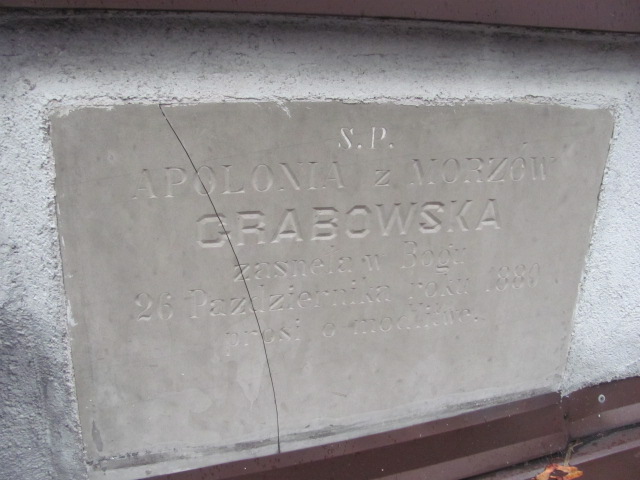 S.P.
APOLONIA z MORZÓW
GRABOWSKA
zasnęła w Bogu
26 Października roku 1880
prosi o modlitwę.